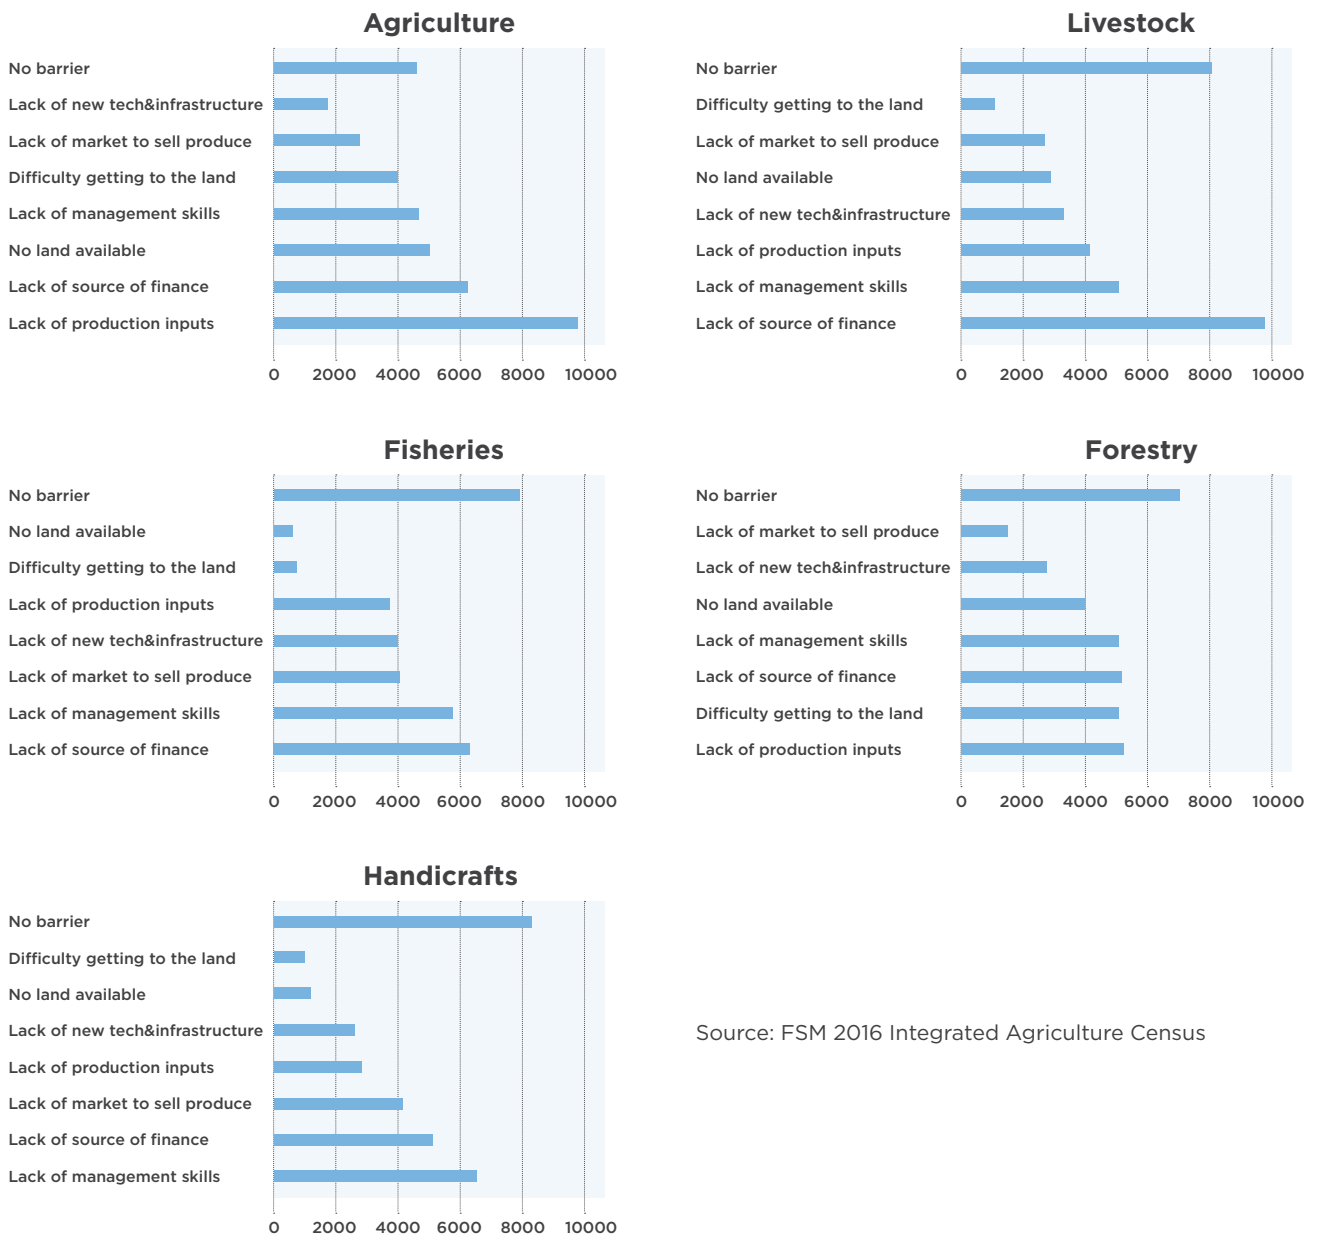 Agriculture
No barrier
Lack of new tech&infrastructure
Lack of market to sell produce
Difficulty getting to the land
Lack of management skills
No land available
Lack of source of finance
Lack of production inputs
0 2000 4000 6000 8000 10000
Livestock
No barrier
Difficulty getting to the land
Lack of market to sell produce
No land available
Lack of new tech&infrastructure
Lack of production inputs
Lack of management skills
Lack of source of finance
0 2000 4000 6000 8000 10000
Fisheries
No barrier
No land available
Difficulty getting to the land
Lack of production inputs
Lack of new tech&infrastructure
Lack of market to sell produce
Lack of management skills
Lack of source of finance
0 2000 4000 6000 8000 10000
Forestry
No barrier
Lack of market to sell produce
Lack of new tech&infrastructure
No land available
Lack of management skills
Lack of source of finance
Difficulty getting to the land
Lack of production inputs
0 2000 4000 6000 8000 10000
Handicrafts
No barrier
Difficulty getting to the land
No land available
Lack of new tech&infrastructure
Lack of production inputs
Lack of market to sell produce
Lack of source of finance
Lack of management skills
0 2000 4000 6000 8000 10000
Source: FSM 2016 Integrated Agriculture Census